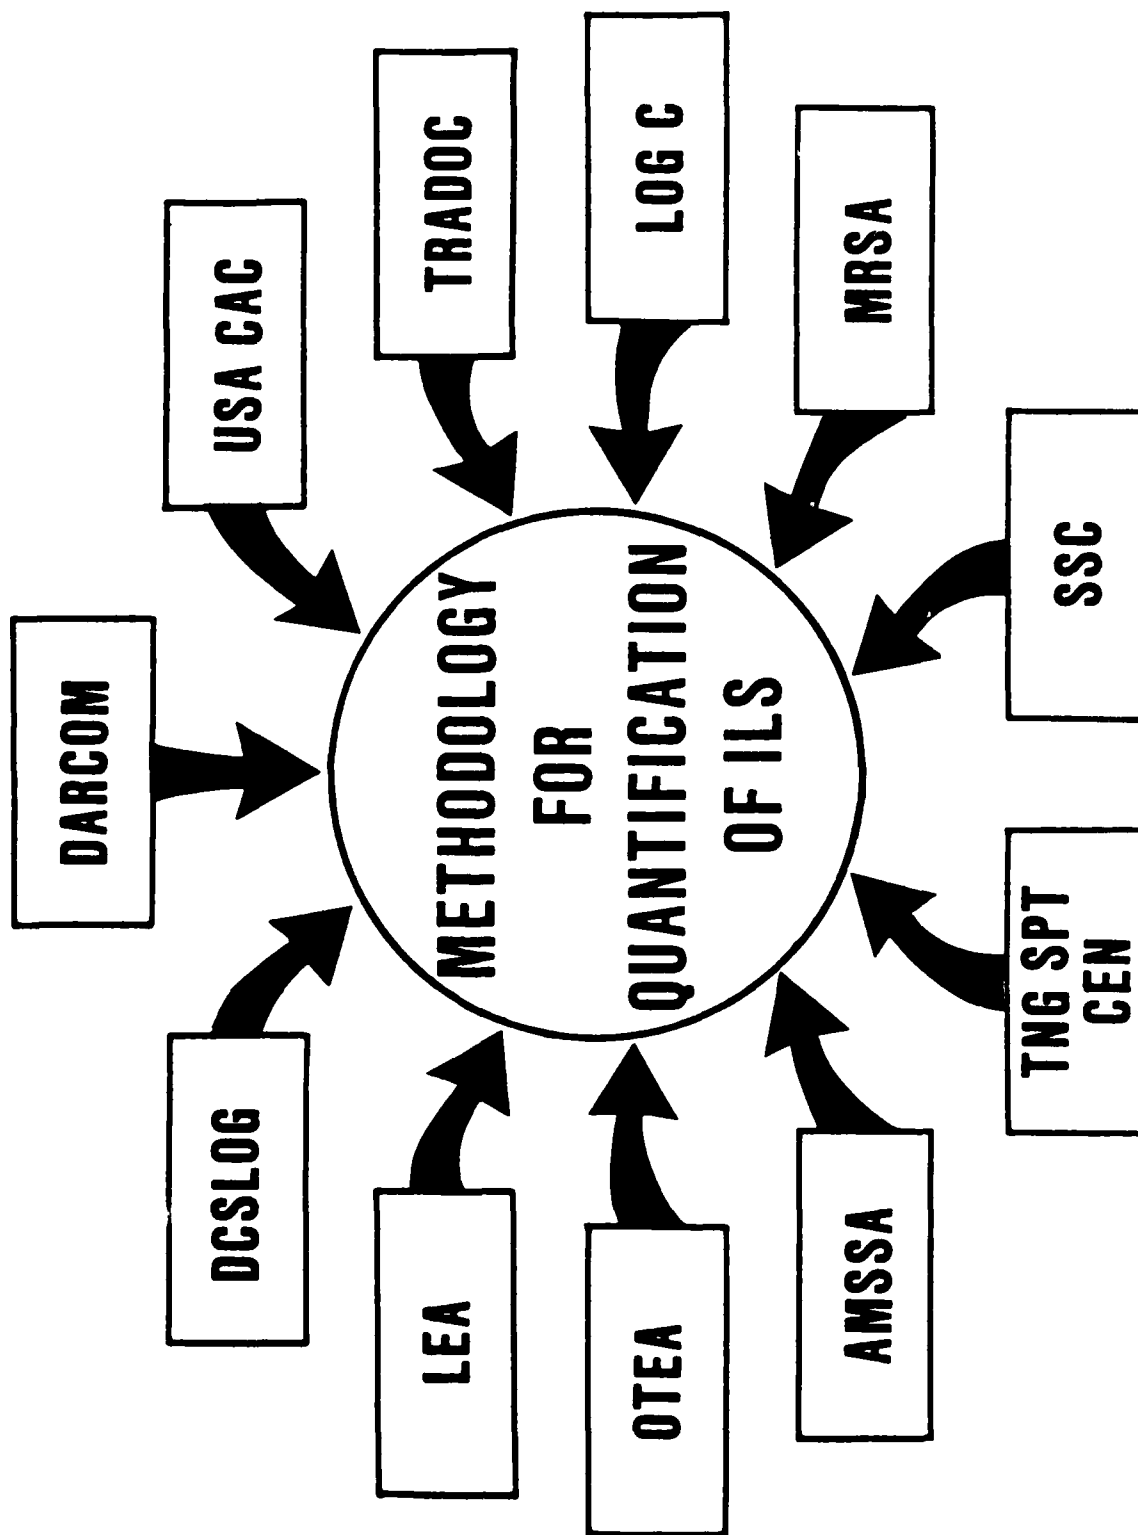 DARCOM
DCSLOG
USA CAC
LEA
TRADOC
METHODOLOGY
FOR
QUANTIFICATION
OF ILS
OTEA
LOG C
AMSSA
MRSA
TNG SPT
CEN
SSC